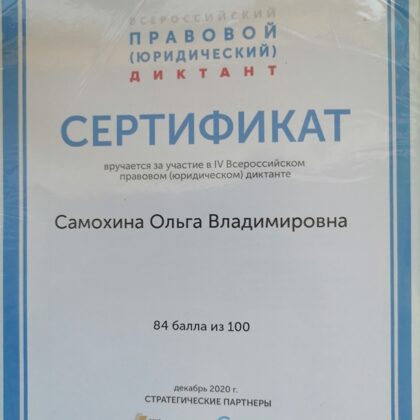 ВСЕРОССИЙСКИЙ
ПРАВОВОЙ
(ЮРИДИЧЕСКИЙ)
ДИКТАНТ
СЕРТИФИКАТ
вручается за участие в IV Всероссийском
правовом (юридическом) диктанте
Самохина Ольга Владимировна
84 балла из 100
декабрь 2020 г.
СТРАТЕГИЧЕСКИЕ ПАРТНЕРЫ